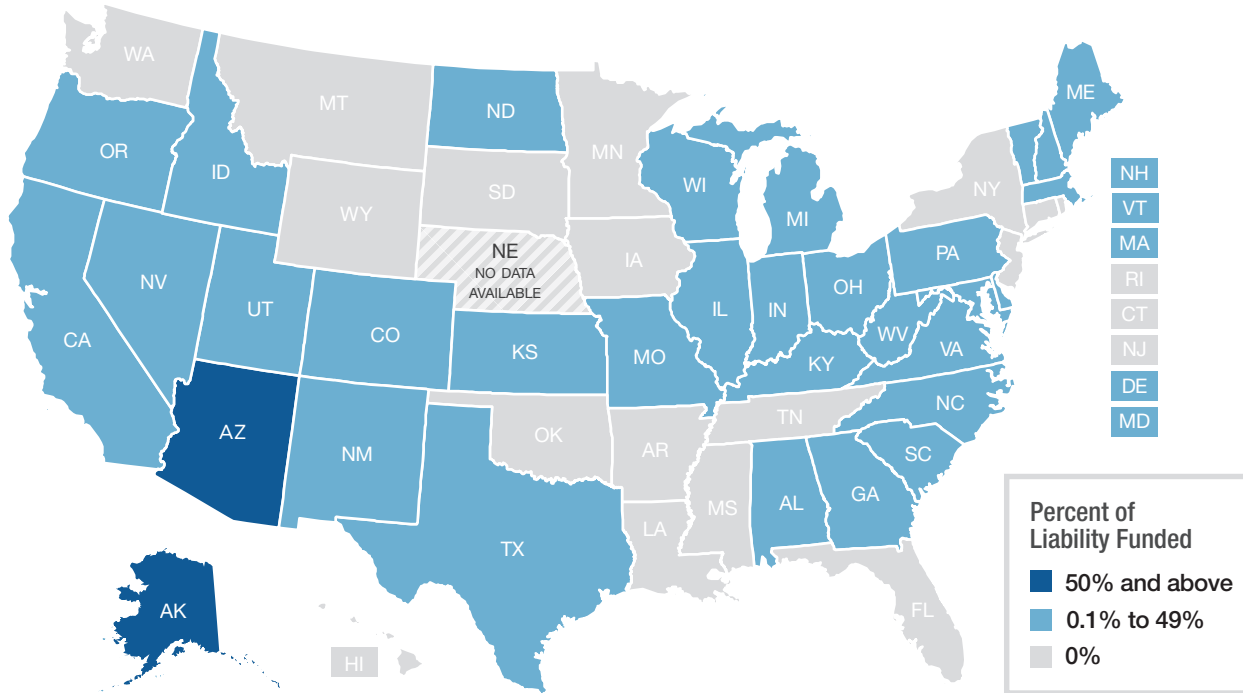 WA
MT
ND
MN
ME
OR
ID
SD
WI
NY
NH
WY
MI
VT
NE
NO DATA
AVAILABLE
IA
PA
MA
NV
UT
CO
IL
IN
OH
RI
CT
CA
KS
MO
WV
VA
NJ
KY
DE
MD
AZ
NM
OK
AR
TN
NC
SC
MS
AL
GA
LA
TX
FL
AK
HI
Percent of
Liability Funded
50% and above
0.1% to 49%
0%